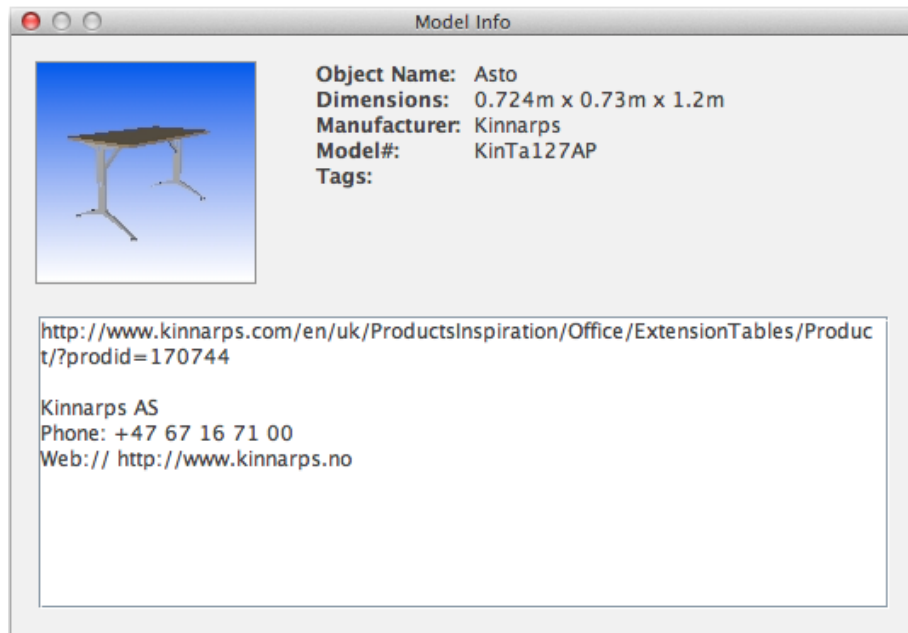 Model Info
Object Name: Asto
Dimensions: 0.724m x 0.73m x 1.2m
Manufacturer: Kinnarps
Model#: KinTa127AP
Tags:
http://www.kinnarps.com/en/uk/ProductsInspiration/Office/ExtensionTables/Produc
t/?prodid=170744
Kinnarps AS
Phone: +47 67 16 71 00
Web:// http://www.kinnarps.no